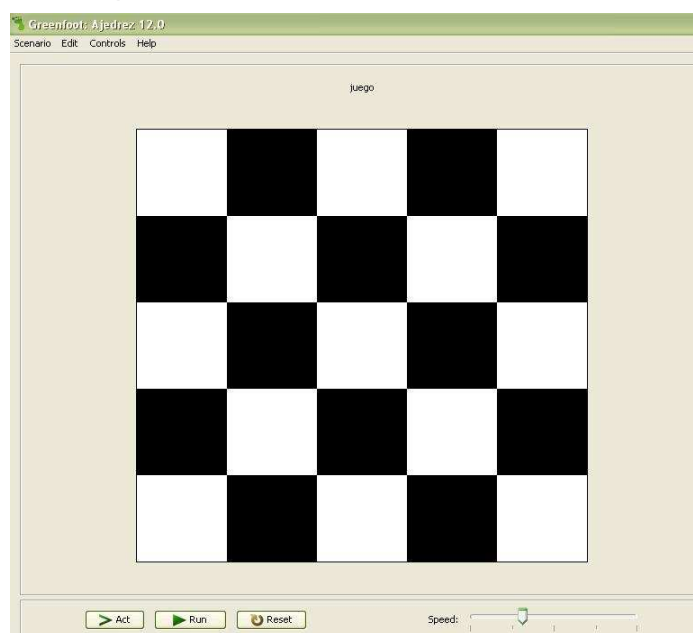 Greenfoot: Ajedrez 12.0
Scenario Edit Controls Help
juego
Act Run Reset Speed: